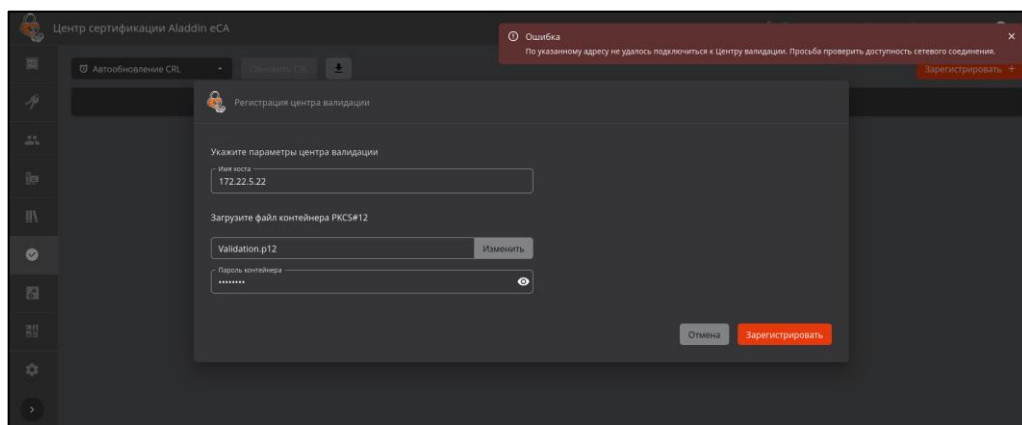 Центр сертификации Aladdin eCA
Ошибка
По указанному адресу не удалось подключиться к Центру валидации. Просьба проверить доступность сетевого соединения.
Автообновление CRL
Обновить CRL
Зарегистрировать +
Регистрация центра валидации
Укажите параметры центра валидации
Имя хоста
172.22.5.22
Загрузите файл контейнера PKCS#12
Validation.p12
Изменить
Пароль контейнера
••••••••
Отмена
Зарегистрировать